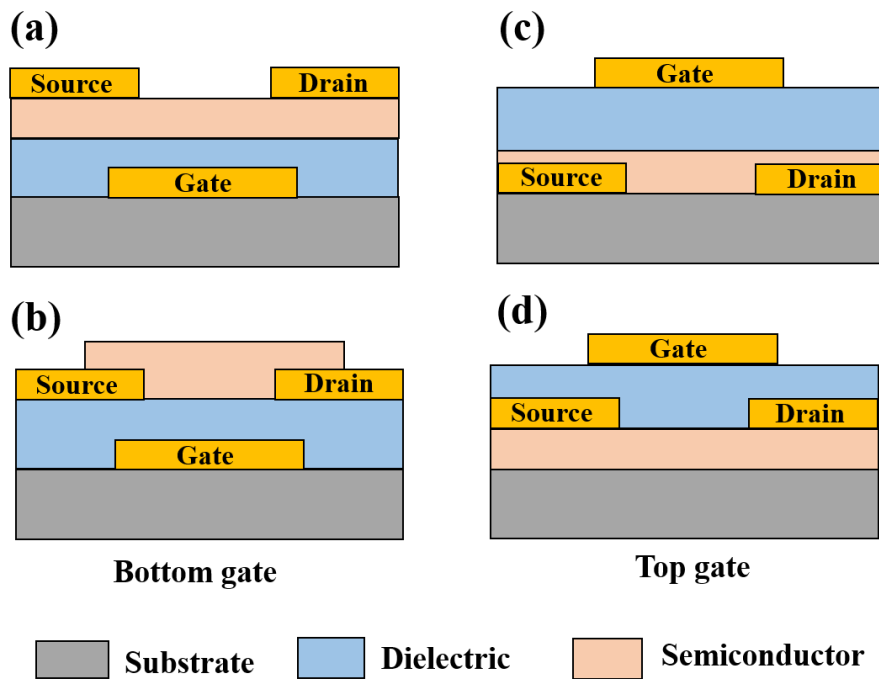 (a)
Source
Drain
Gate
(b)
Source
Drain
Gate
Bottom gate
(c)
Gate
Source
Drain
(d)
Gate
Source
Drain
Top gate
Substrate
Dielectric
Semiconductor